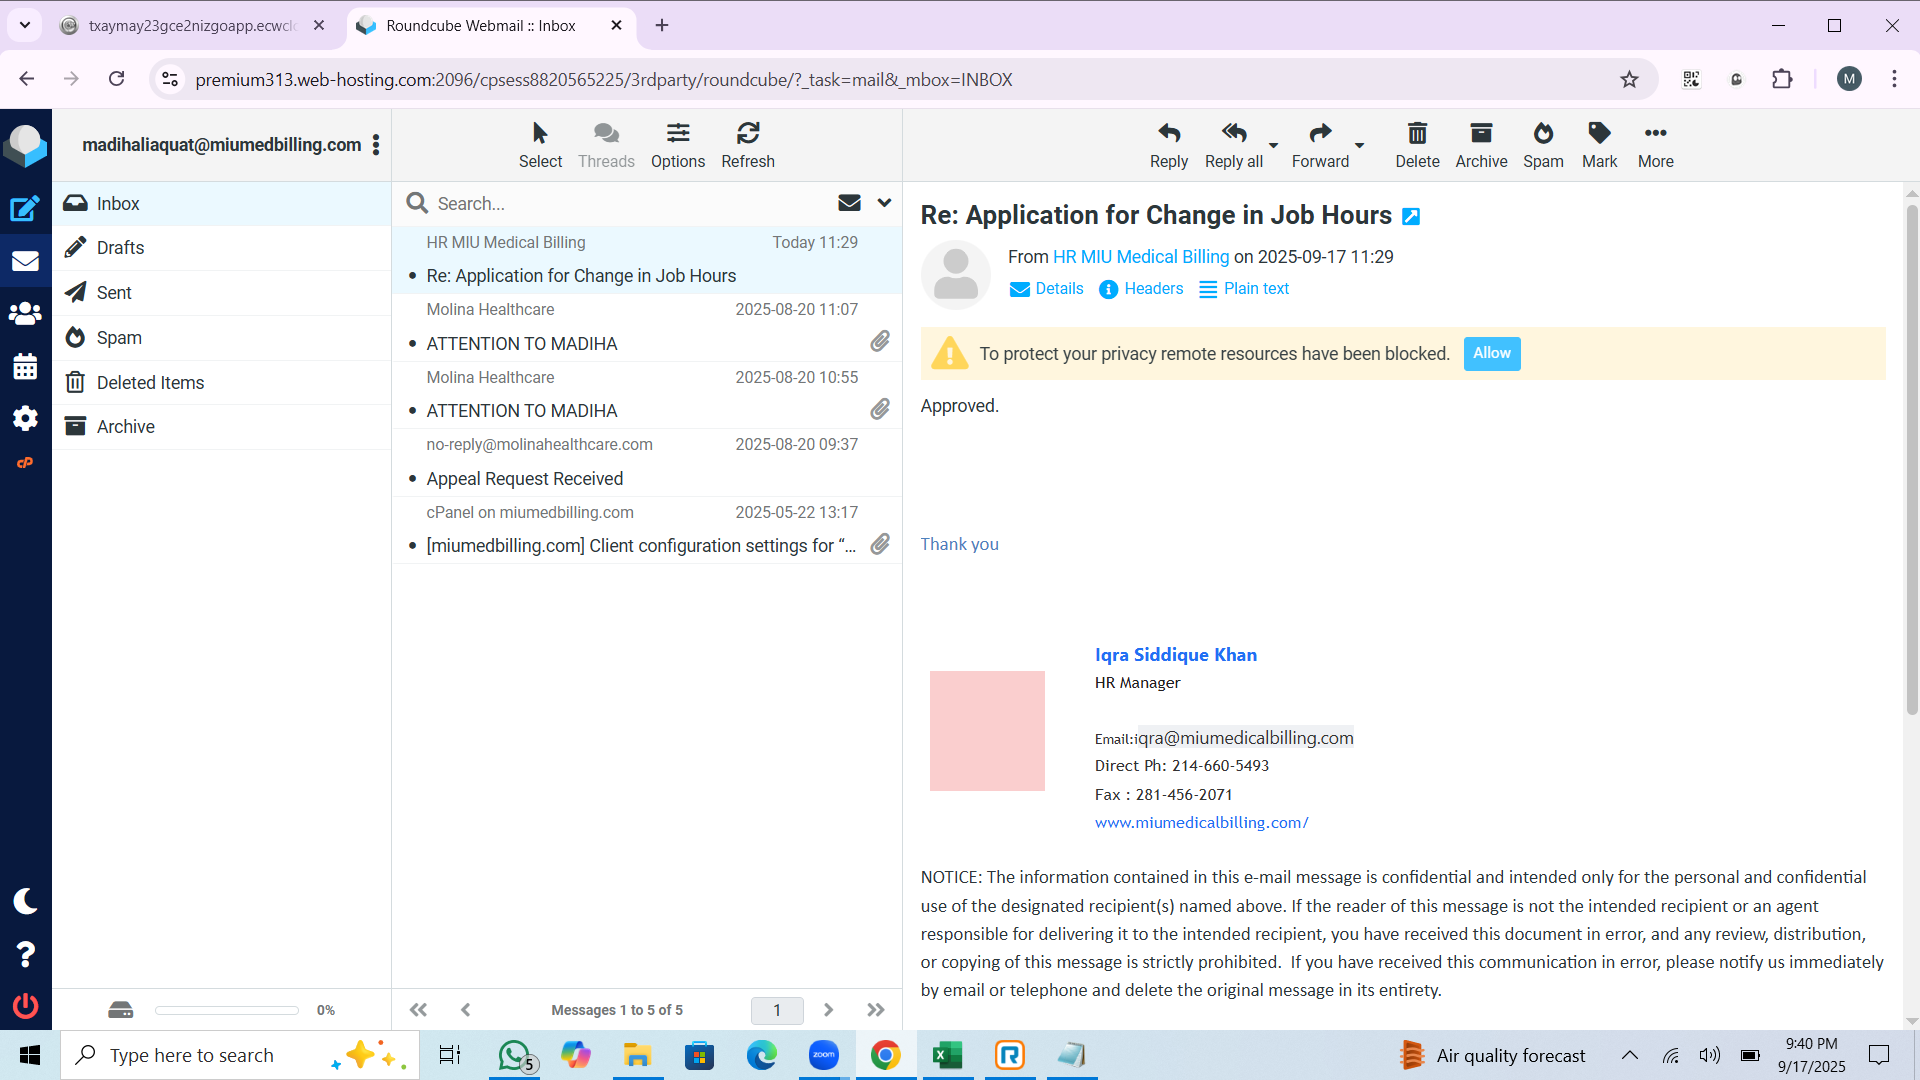 txaymay23gce2nizgoapp.ecwclo
Roundcube Webmail :: Inbox
premium313.web-hosting.com:2096/cpsess8820565225/3rdparty/roundcube/?_task=mail&_mbox=INBOX
M
madihaliaquat@miumedbilling.com
Select
Threads
Options
Refresh
Reply
Reply all
Forward
Delete
Archive
Spam
Mark
More
Inbox
Drafts
Sent
Spam
Deleted Items
Archive
cP
0%
Search...
HR MIU Medical Billing Today 11:29
• Re: Application for Change in Job Hours
Molina Healthcare 2025-08-20 11:07
• ATTENTION TO MADIHA
Molina Healthcare 2025-08-20 10:55
• ATTENTION TO MADIHA
no-reply@molinahealthcare.com 2025-08-20 09:37
• Appeal Request Received
cPanel on miumedbilling.com 2025-05-22 13:17
• [miumedbilling.com] Client configuration settings for “...
Messages 1 to 5 of 5
1
Re: Application for Change in Job Hours
From HR MIU Medical Billing on 2025-09-17 11:29
Details Headers Plain text
To protect your privacy remote resources have been blocked. Allow
Approved.
Thank you
Iqra Siddique Khan
HR Manager
Email:iqra@miumedicalbilling.com
Direct Ph: 214-660-5493
Fax : 281-456-2071
www.miumedicalbilling.com/
NOTICE: The information contained in this e-mail message is confidential and intended only for the personal and confidential
use of the designated recipient(s) named above. If the reader of this message is not the intended recipient or an agent
responsible for delivering it to the intended recipient, you have received this document in error, and any review, distribution,
or copying of this message is strictly prohibited.  If you have received this communication in error, please notify us immediately
by email or telephone and delete the original message in its entirety.
Type here to search
5
zoom
Air quality forecast
9:40 PM
9/17/2025